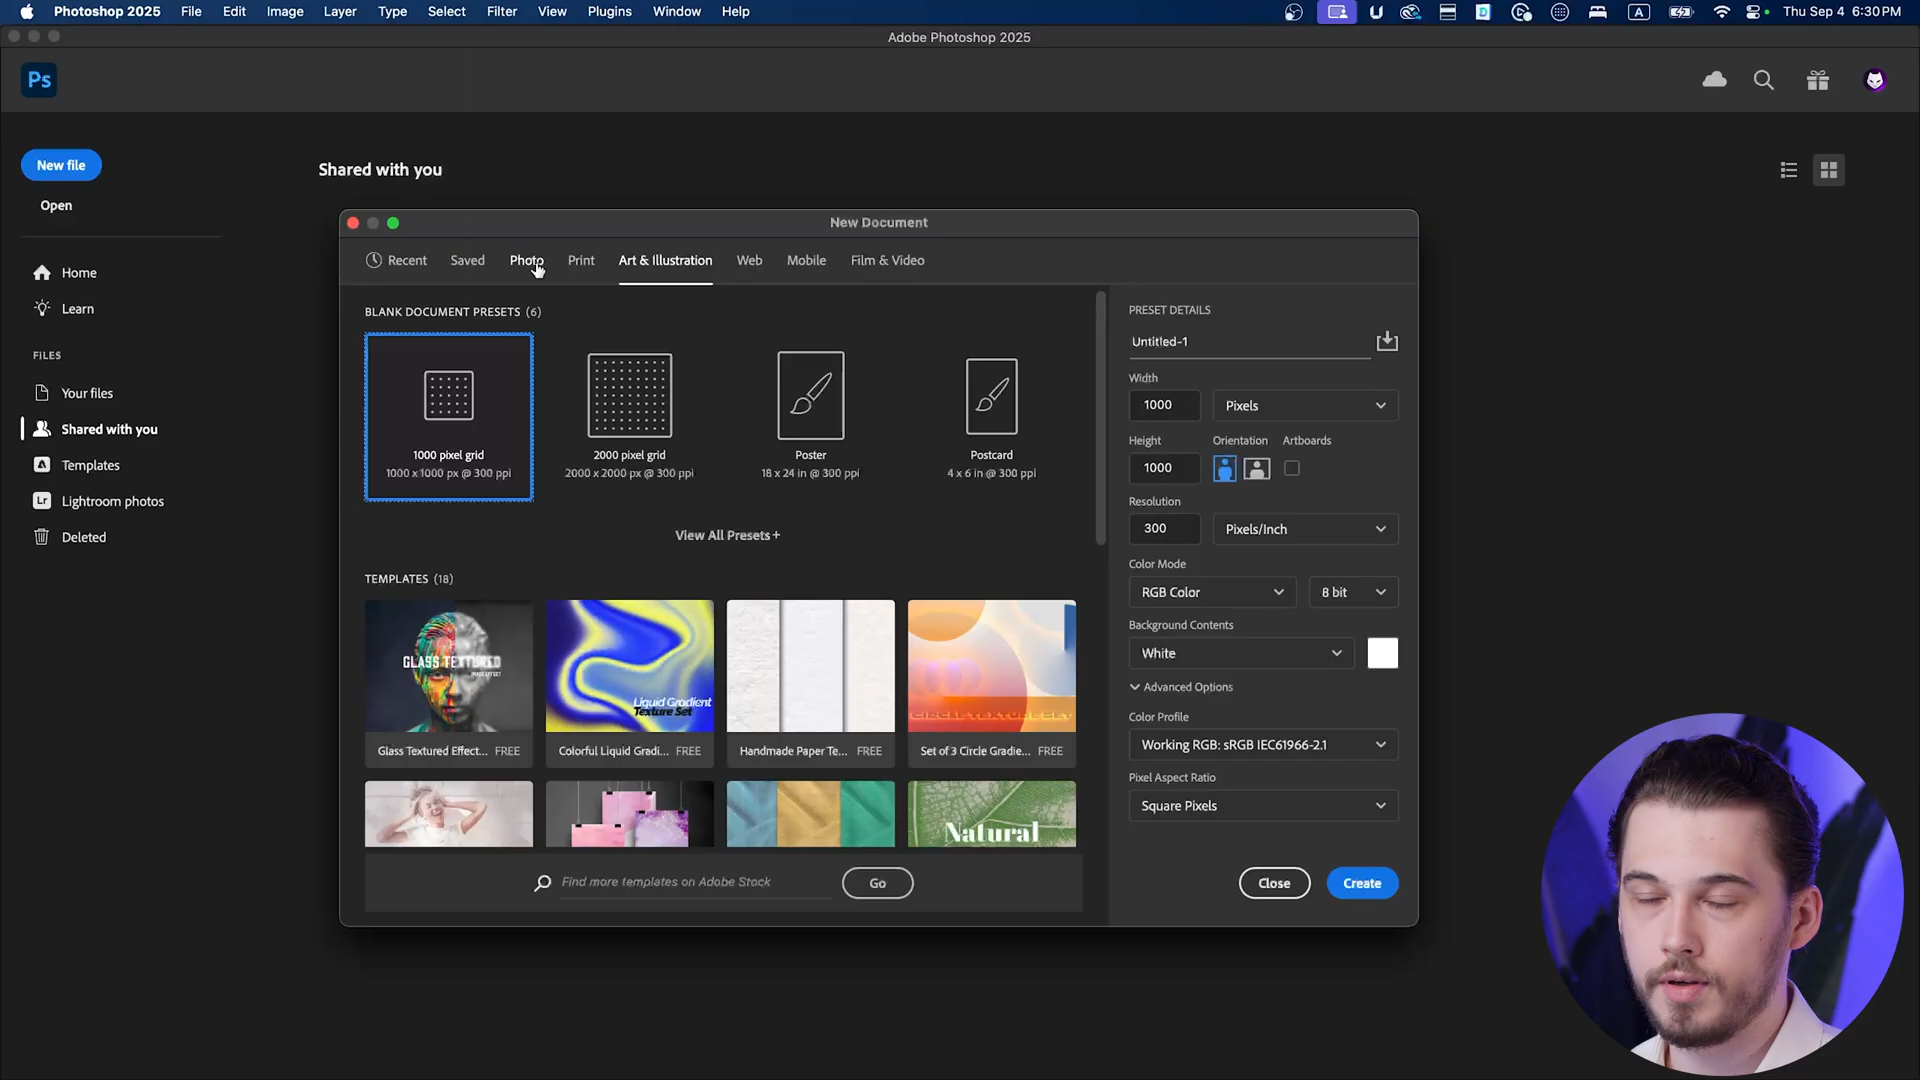 Photoshop 2025 File Edit Image Layer Type Select Filter View Plugins Window Help A Thu Sep 4 6:30 PM
Adobe Photoshop 2025
Ps
New file
Open
Home
Learn
FILES
Your files
Shared with you
Templates
Lr Lightroom photos
Deleted
Shared with you
New Document
Recent Saved Photo Print Art & Illustration Web Mobile Film & Video
BLANK DOCUMENT PRESETS (6)
1000 pixel grid
1000 x 1000 px @ 300 ppi
2000 pixel grid
2000 x 2000 px @ 300 ppi
Poster
18 x 24 in @ 300 ppi
Postcard
4 x 6 in @ 300 ppi
View All Presets+
TEMPLATES (18)
GLASS TEXTURED
IMAGE EFFECT
Glass Textured Effect... FREE
Liquid Gradient
Texture Set
Colorful Liquid Gradi... FREE
Handmade Paper Te... FREE
CIRCLE TEXTURE SET
Set of 3 Circle Gradie... FREE
Natural
Find more templates on Adobe Stock Go
PRESET DETAILS
Untitled-1
Width
1000 Pixels
Height Orientation Artboards
1000
Resolution
300 Pixels/Inch
Color Mode
RGB Color 8 bit
Background Contents
White
Advanced Options
Color Profile
Working RGB: sRGB IEC61966-2.1
Pixel Aspect Ratio
Square Pixels
Close Create